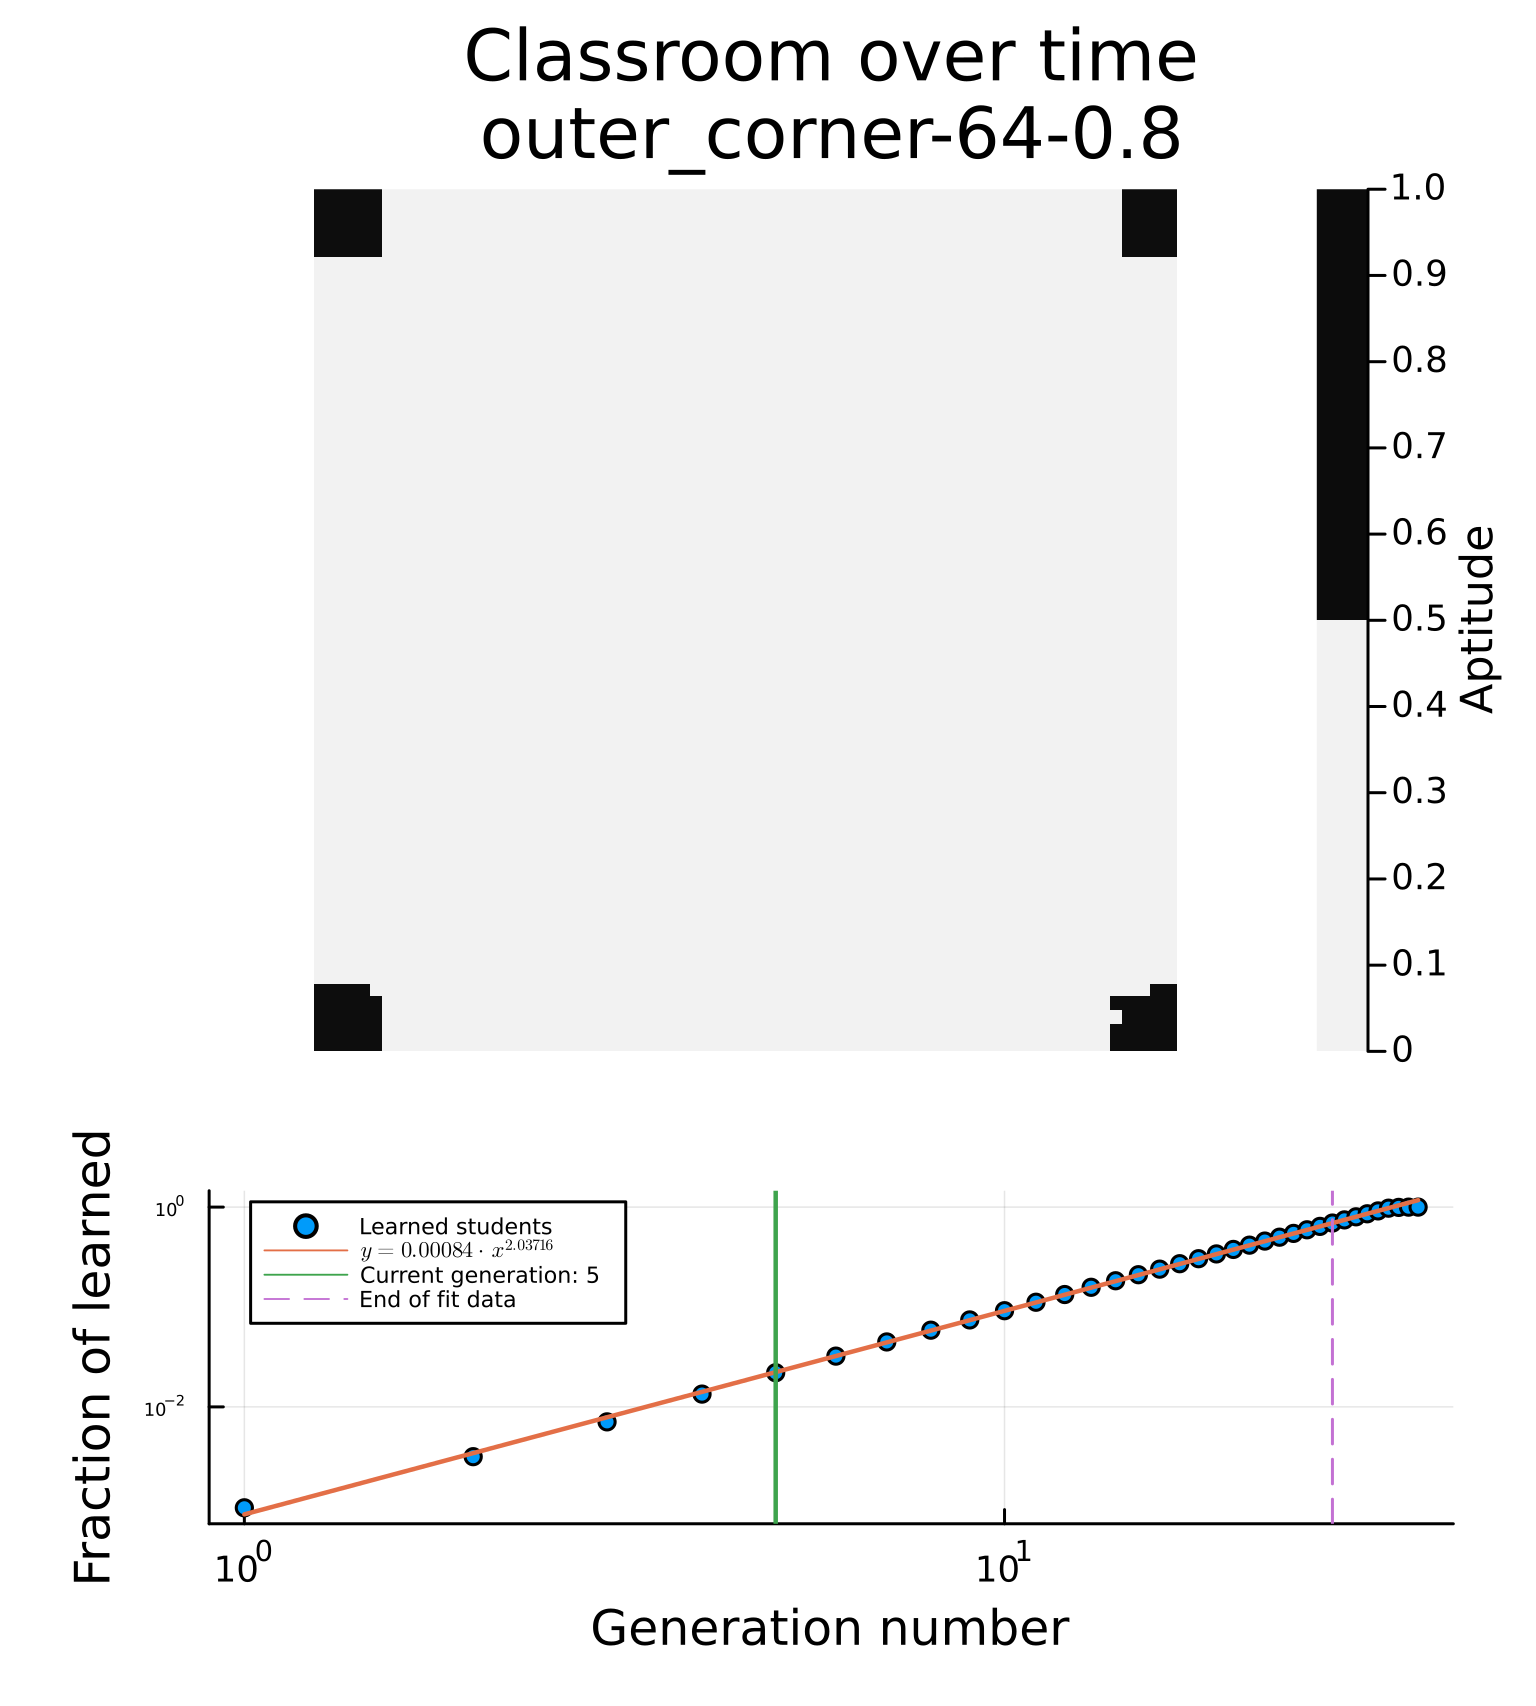 Classroom over time
outer_corner-64-0.8
1.0
0.9
0.8
0.7
0.6
0.5
0.4
0.3
0.2
0.1
0
Aptitude
Fraction of learned
10⁰
10⁻²
Learned students
y = 0.00084 · x^2.03716
Current generation: 5
End of fit data
10⁰
10¹
Generation number